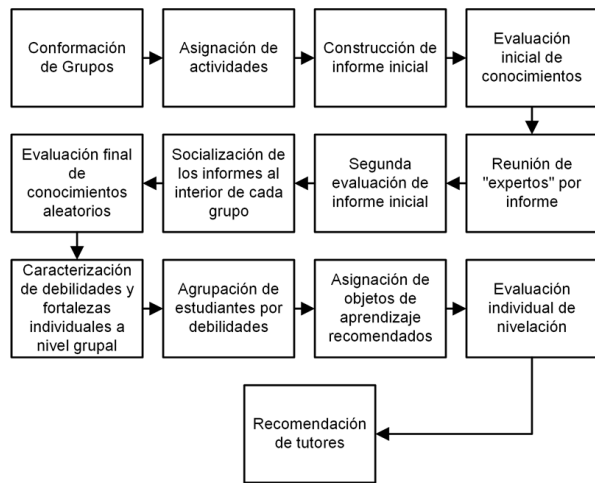 Conformación
de Grupos
Asignación de
actividades
Construcción de
informe inicial
Evaluación
inicial de
conocimientos
Reunión de
"expertos" por
informe
Segunda
evaluación de
informe inicial
Socialización de
los informes al
interior de cada
grupo
Evaluación final
de
conocimientos
aleatorios
Caracterización
de debilidades y
fortalezas
individuales a
nivel grupal
Agrupación de
estudiantes por
debilidades
Asignación de
objetos de
aprendizaje
recomendados
Evaluación
individual de
nivelación
Recomendación
de tutores